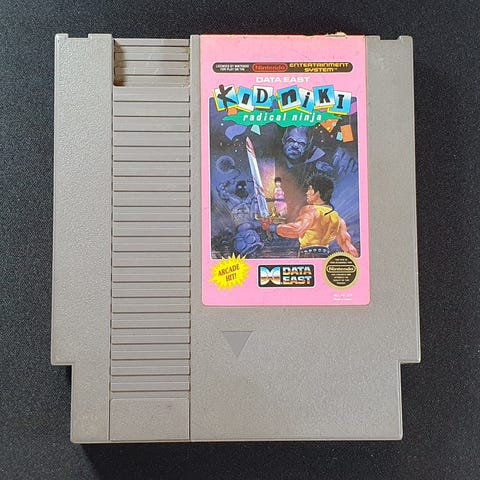 LICENSED BY NINTENDO
FOR PLAY ON THE
Nintendo
ENTERTAINMENT
SYSTEM
DATA EAST
KID NIKI
radical ninja
ARCADE
HIT!
DATA
EAST
Nintendo